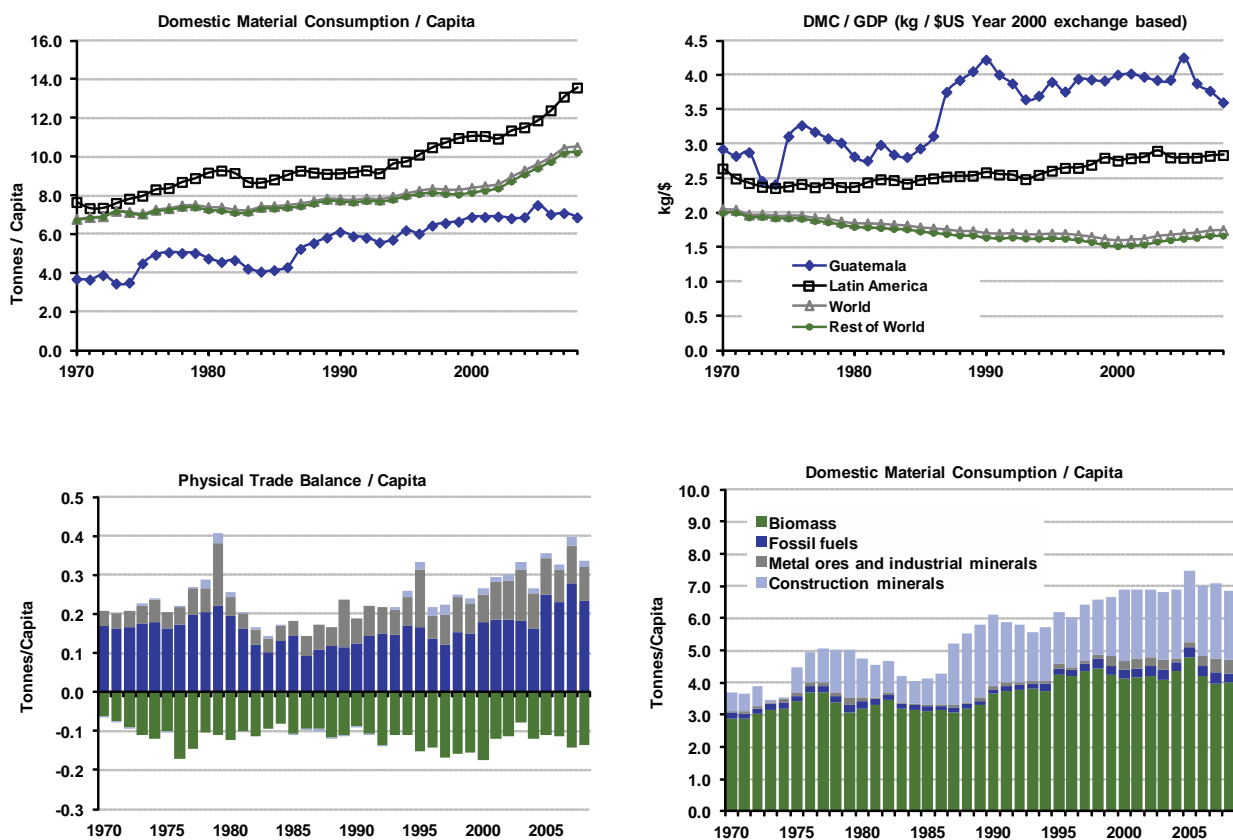 Domestic Material Consumption / Capita
16.0
14.0
12.0
10.0
8.0
6.0
4.0
2.0
0.0
Tonnes / Capita
1970 1980 1990 2000
DMC / GDP (kg / $US Year 2000 exchange based)
4.5
4.0
3.5
3.0
2.5
2.0
1.5
1.0
0.5
0.0
kg/$
Guatemala
Latin America
World
Rest of World
1970 1980 1990 2000
Physical Trade Balance / Capita
0.5
0.4
0.3
0.2
0.1
0.0
-0.1
-0.2
-0.3
Tonnes/Capita
1970 1975 1980 1985 1990 1995 2000 2005
Domestic Material Consumption / Capita
10.0
9.0
8.0
7.0
6.0
5.0
4.0
3.0
2.0
1.0
0.0
Tonnes/Capita
Biomass
Fossil fuels
Metal ores and industrial minerals
Construction minerals
1970 1975 1980 1985 1990 1995 2000 2005